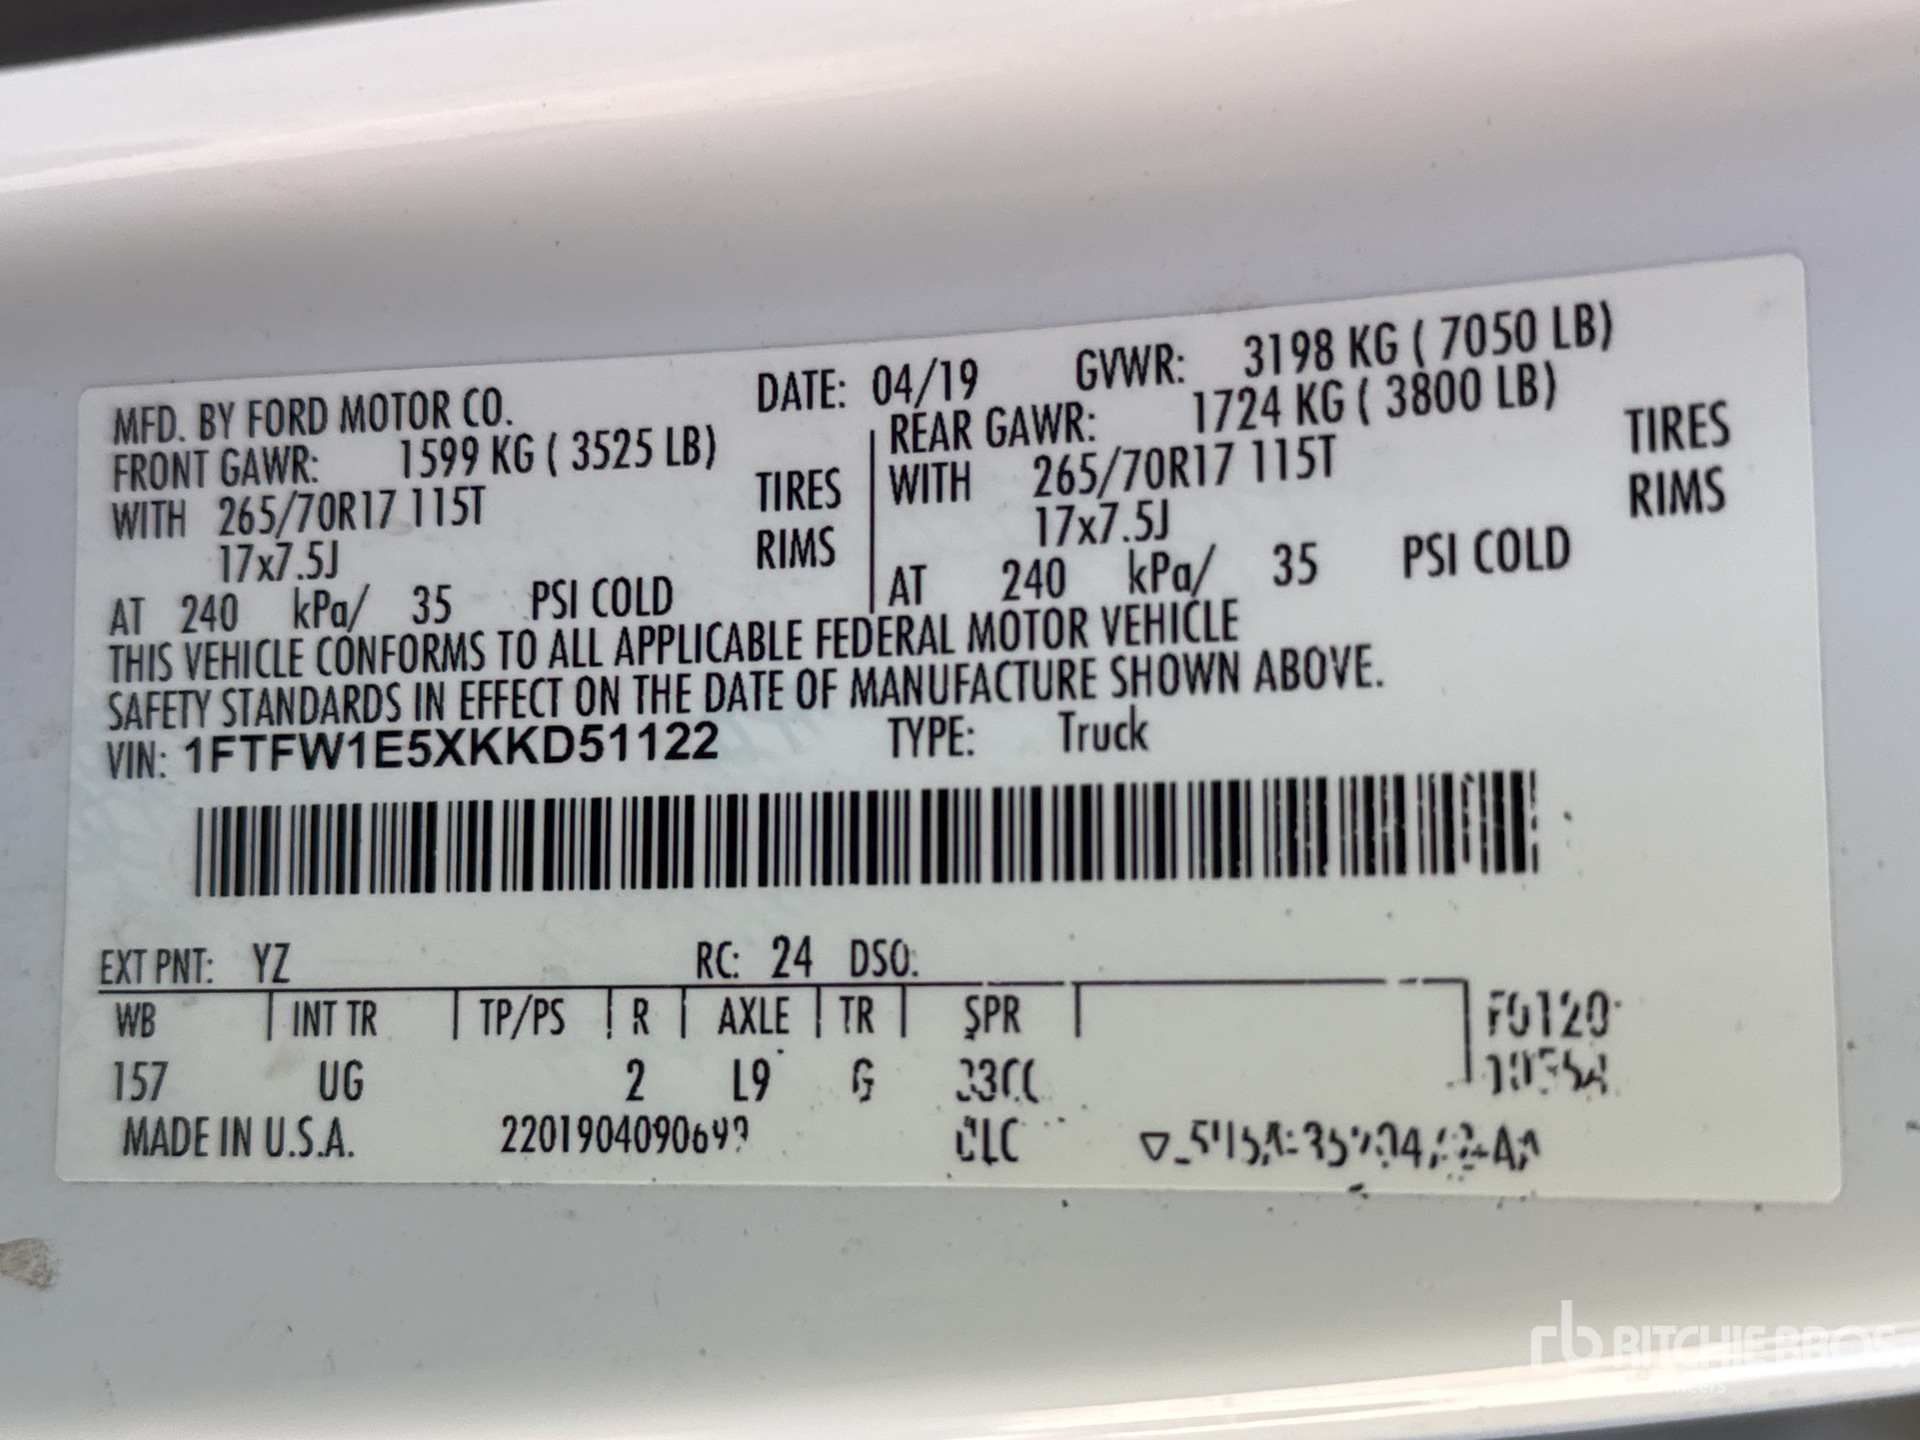 MFD. BY FORD MOTOR CO. DATE: 04/19 GVWR: 3198 KG ( 7050 LB)
FRONT GAWR: 1599 KG ( 3525 LB) REAR GAWR: 1724 KG ( 3800 LB)
WITH 265/70R17 115T TIRES WITH 265/70R17 115T TIRES
17x7.5J RIMS 17x7.5J RIMS
AT 240 kPa/ 35 PSI COLD AT 240 kPa/ 35 PSI COLD
THIS VEHICLE CONFORMS TO ALL APPLICABLE FEDERAL MOTOR VEHICLE
SAFETY STANDARDS IN EFFECT ON THE DATE OF MANUFACTURE SHOWN ABOVE.
VIN: 1FTFW1E5XKKD51122 TYPE: Truck
EXT PNT: YZ RC: 24 DSO:
WB INT TR TP/PS R AXLE TR SPR
157 UG 2 L9 G
MADE IN U.S.A.
rb RITCHIE BROS